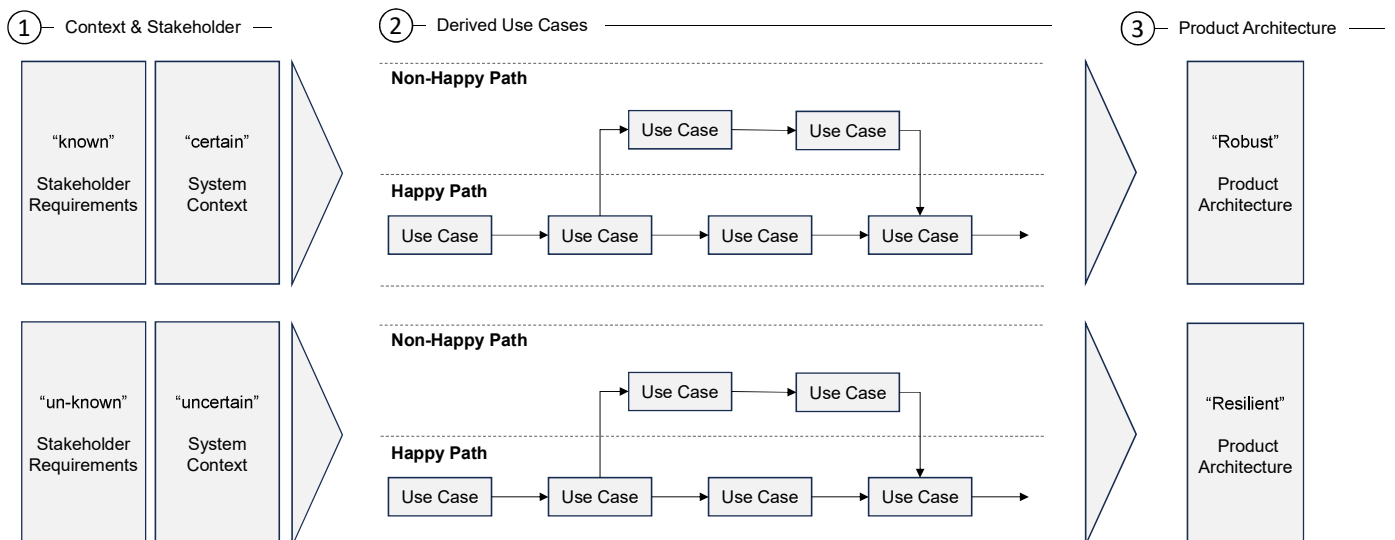 1 Context & Stakeholder
2 Derived Use Cases
3 Product Architecture
“known”
Stakeholder
Requirements
“certain”
System
Context
Non-Happy Path
Use Case
Use Case
Happy Path
Use Case
Use Case
Use Case
Use Case
“Robust”
Product
Architecture
“un-known”
Stakeholder
Requirements
“uncertain”
System
Context
Non-Happy Path
Use Case
Use Case
Happy Path
Use Case
Use Case
Use Case
Use Case
“Resilient”
Product
Architecture